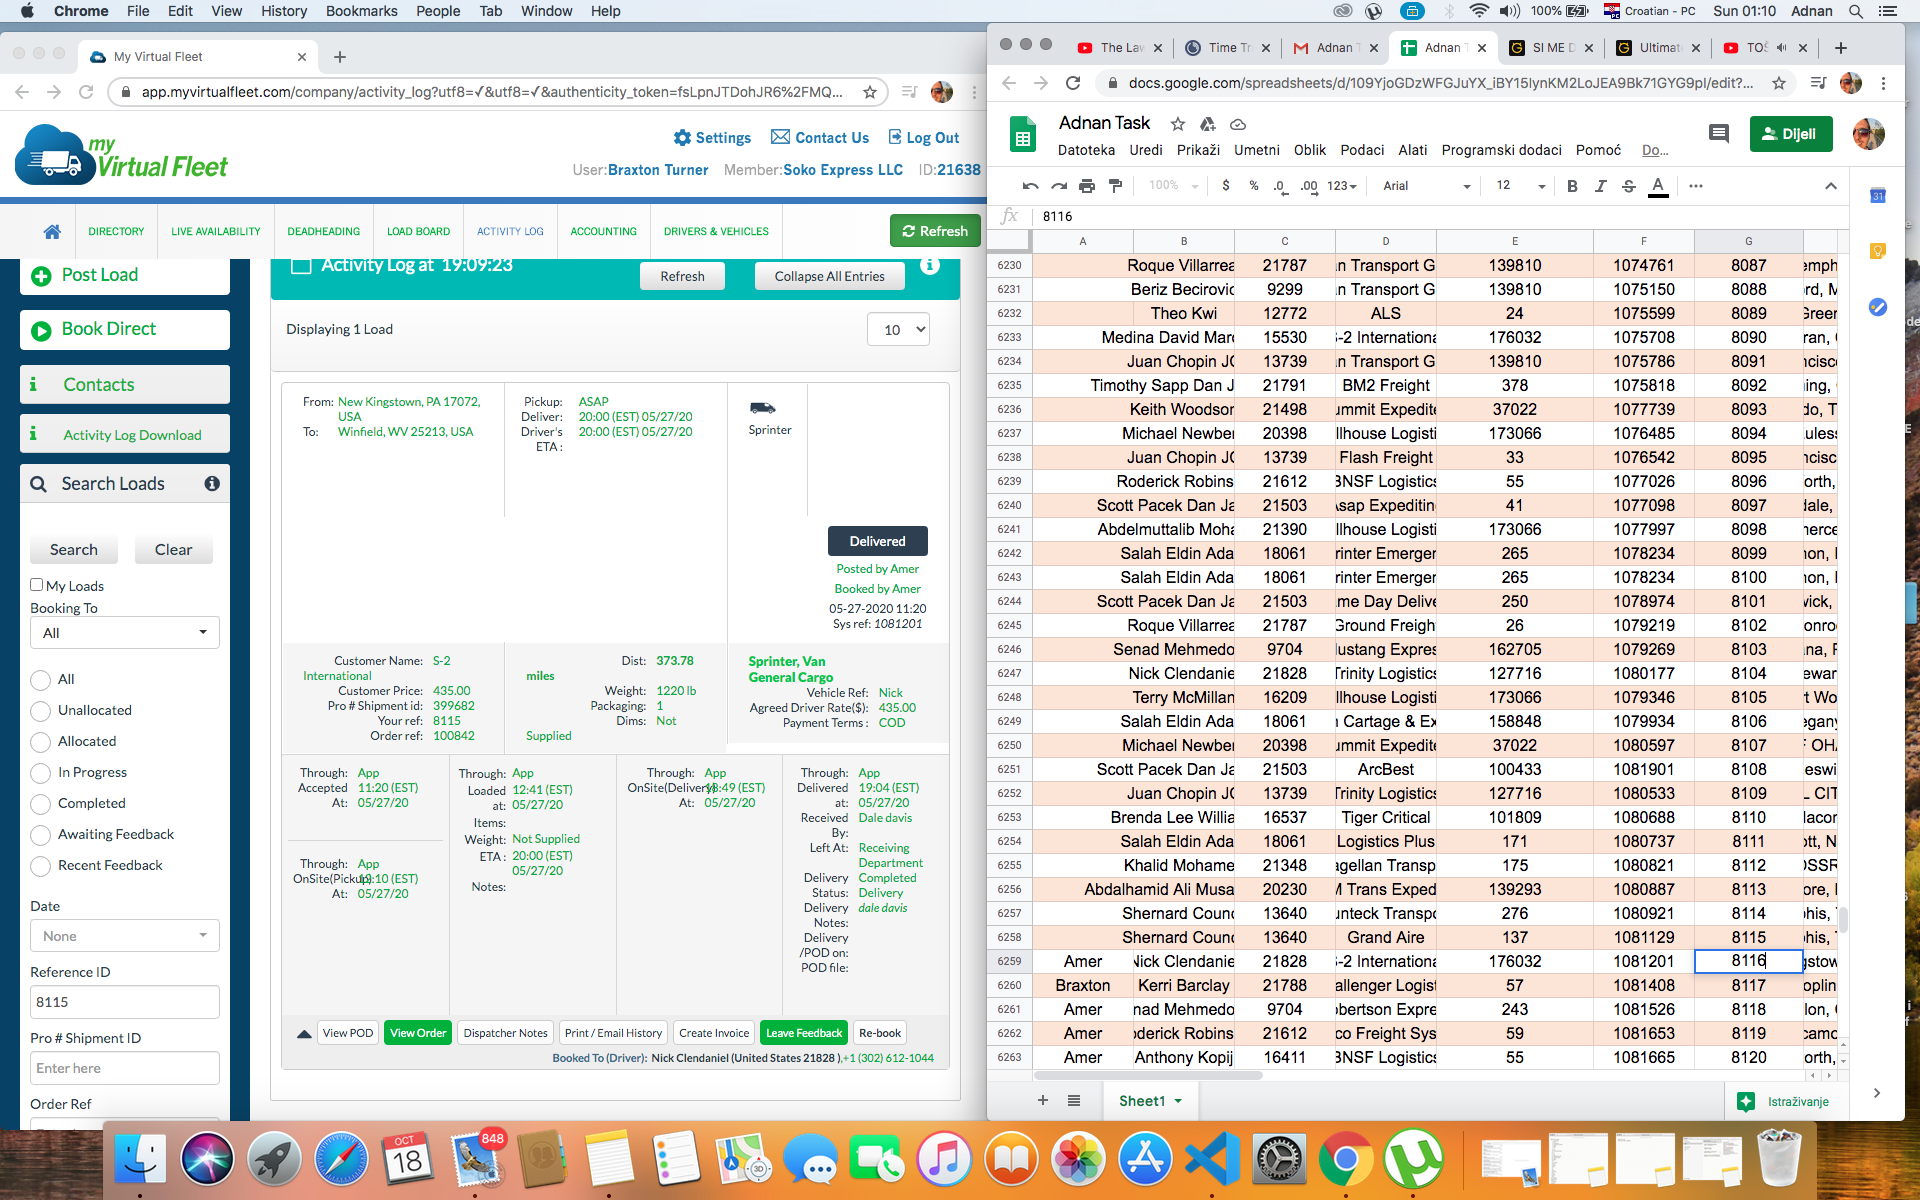 Chrome File Edit View History Bookmarks People Tab Window Help
100% Croatian - PC Sun 01:10 Adnan
My Virtual Fleet
app.myvirtualfleet.com/company/activity_log?utf8=✓&utf8=✓&authenticity_token=fsLpnJTDohJR6%2FMQ...
my
Virtual Fleet
Settings Contact Us Log Out
User:Braxton Turner Member:Soko Express LLC ID:21638
DIRECTORY LIVE AVAILABILITY DEADHEADING LOAD BOARD ACTIVITY LOG ACCOUNTING DRIVERS & VEHICLES Refresh
Post Load
Book Direct
Contacts
Activity Log Download
Search Loads
Search Clear
My Loads
Booking To
All
All
Unallocated
Allocated
In Progress
Completed
Awaiting Feedback
Recent Feedback
Date
None
Reference ID
8115
Pro # Shipment ID
Enter here
Order Ref
Activity Log at 19:09:23
Refresh Collapse All Entries
Displaying 1 Load
10
From: New Kingstown, PA 17072,
USA
To: Winfield, WV 25213, USA
Pickup: ASAP
Deliver: 20:00 (EST) 05/27/20
Driver's 20:00 (EST) 05/27/20
ETA :
Sprinter
Delivered
Posted by Amer
Booked by Amer
05-27-2020 11:20
Sys ref: 1081201
Customer Name: S-2
International
Customer Price: 435.00
Pro # Shipment id: 399682
Your ref: 8115
Order ref: 100842
Dist: 373.78
miles
Weight: 1220 lb
Packaging: 1
Dims: Not
Supplied
Sprinter, Van
General Cargo
Vehicle Ref: Nick
Agreed Driver Rate($): 435.00
Payment Terms : COD
Through: App
Accepted 11:20 (EST)
At: 05/27/20
Through: App
OnSite(Pickup) :10 (EST)
At: 05/27/20
Through: App
Loaded 12:41 (EST)
at: 05/27/20
Items:
Weight: Not Supplied
ETA : 20:00 (EST)
05/27/20
Notes:
Through: App
OnSite(Delivery) :49 (EST)
At: 05/27/20
Through: App
Delivered 19:04 (EST)
at: 05/27/20
Received Dale davis
By:
Left At: Receiving
Department
Delivery Completed
Status: Delivery
Delivery dale davis
Notes:
Delivery
/POD on:
POD file:
View POD View Order Dispatcher Notes Print / Email History Create Invoice Leave Feedback Re-book
Booked To (Driver): Nick Clendaniel (United States 21828 ),+1 (302) 612-1044
The Law Time Tr Adnan T Adnan T SI ME D Ultimat TOŠ
docs.google.com/spreadsheets/d/109YjoGDzWFGJuYX_iBY15IynKM2LoJEA9Bk71GYG9pI/edit?...
Adnan Task
Datoteka Uredi Prikaži Umetni Oblik Podaci Alati Programski dodaci Pomoć Do...
Dijeli
100% $ % .0 .00 123 Arial 12 B I S A
fx 8116
A B C D E F G
6230 Roque Villarrea 21787 n Transport G 139810 1074761 8087 emph
6231 Beriz Becirovic 9299 n Transport G 139810 1075150 8088 rd, M
6232 Theo Kwi 12772 ALS 24 1075599 8089 Green
6233 Medina David Marc 15530 S-2 Internationa 176032 1075708 8090 ran,
6234 Juan Chopin JC 13739 n Transport G 139810 1075786 8091 ncisc
6235 Timothy Sapp Dan J 21791 BM2 Freight 378 1075818 8092 ning,
6236 Keith Woodson 21498 ummit Expedite 37022 1077739 8093 do, T
6237 Michael Newber 20398 llhouse Logisti 173066 1076485 8094 uless
6238 Juan Chopin JC 13739 Flash Freight 33 1076542 8095 ncisc
6239 Roderick Robins 21612 BNSF Logistics 55 1077026 8096 orth,
6240 Scott Pacek Dan Ja 21503 Asap Expeditin 41 1077098 8097 dale,
6241 Abdelmuttalib Moha 21390 llhouse Logisti 173066 1077997 8098 merce
6242 Salah Eldin Ada 18061 rinter Emerger 265 1078234 8099 non,
6243 Salah Eldin Ada 18061 rinter Emerger 265 1078234 8100 non,
6244 Scott Pacek Dan Ja 21503 me Day Delive 250 1078974 8101 wick,
6245 Roque Villarrea 21787 Ground Freigh 26 1079219 8102 onro
6246 Senad Mehmedo 9704 lustang Expres 162705 1079269 8103 ana,
6247 Nick Clendanie 21828 Trinity Logistics 127716 1080177 8104 ewar
6248 Terry McMillan 16209 llhouse Logisti 173066 1079346 8105 rt Wo
6249 Salah Eldin Ada 18061 n Cartage & Ex 158848 1079934 8106 egany
6250 Michael Newber 20398 ummit Expedite 37022 1080597 8107 F OH
6251 Scott Pacek Dan Ja 21503 ArcBest 100433 1081901 8108 eswi
6252 Juan Chopin JC 13739 Trinity Logistics 127716 1080533 8109 L CIT
6253 Brenda Lee Willia 16537 Tiger Critical 101809 1080688 8110 lacor
6254 Salah Eldin Ada 18061 Logistics Plus 171 1080737 8111 ott, N
6255 Khalid Mohame 21348 agellan Transp 175 1080821 8112 OSSR
6256 Abdalhamid Ali Musa 20230 M Trans Exped 139293 1080887 8113 ore,
6257 Shernard Counc 13640 unteck Transpo 276 1080921 8114 phis,
6258 Shernard Counc 13640 Grand Aire 137 1081129 8115 phis,
6259 Amer Nick Clendanie 21828 S-2 Internationa 176032 1081201 8116 gstow
6260 Braxton Kerri Barclay 21788 allenger Logist 57 1081408 8117 oplin
6261 Amer nad Mehmedo 9704 obertson Expre 243 1081526 8118 lon,
6262 Amer oderick Robins 21612 co Freight Sys 59 1081653 8119 camo
6263 Amer Anthony Kopij 16411 BNSF Logistics 55 1081665 8120 orth,
Sheet1
Istraživanje
OCT
18
848
3D